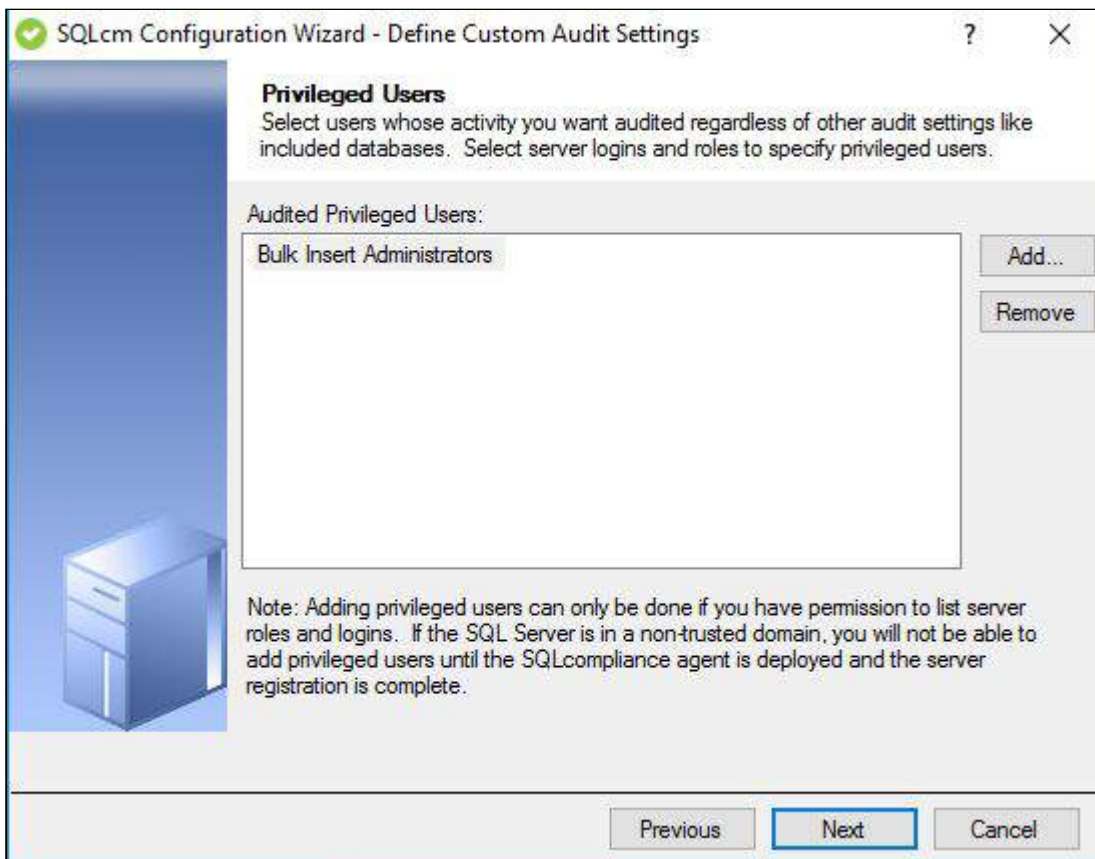 SQLcm Configuration Wizard - Define Custom Audit Settings ?
Privileged Users
Select users whose activity you want audited regardless of other audit settings like
included databases. Select server logins and roles to specify privileged users.
Audited Privileged Users:
Bulk Insert Administrators
Add...
Remove
Note: Adding privileged users can only be done if you have permission to list server
roles and logins. If the SQL Server is in a non-trusted domain, you will not be able to
add privileged users until the SQLcompliance agent is deployed and the server
registration is complete.
Previous Next Cancel